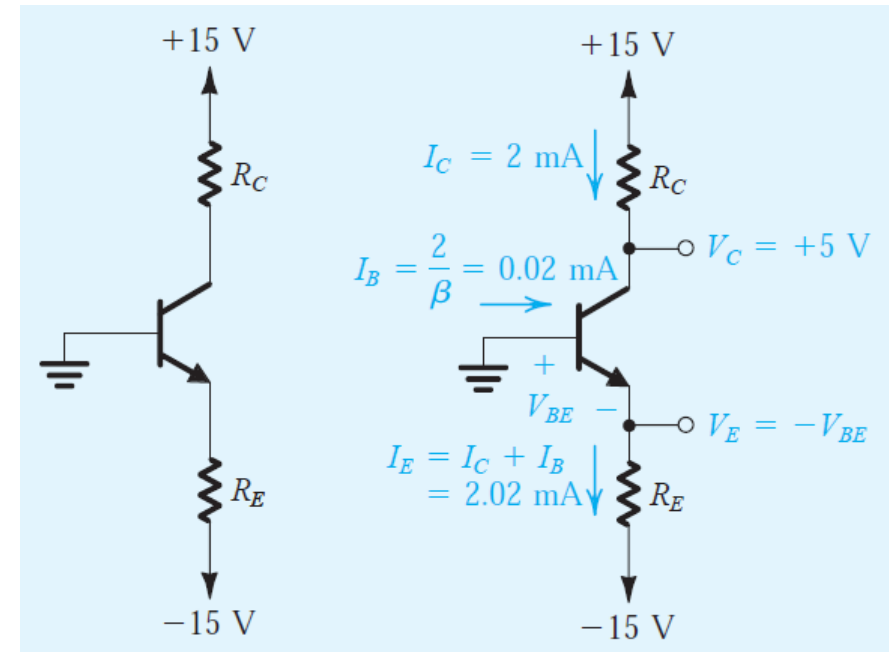 +15 V
R_C
R_E
−15 V
+15 V
I_C = 2 mA
R_C
V_C = +5 V
I_B = 2/β = 0.02 mA
+
V_BE −
V_E = −V_BE
I_E = I_C + I_B
= 2.02 mA
R_E
−15 V